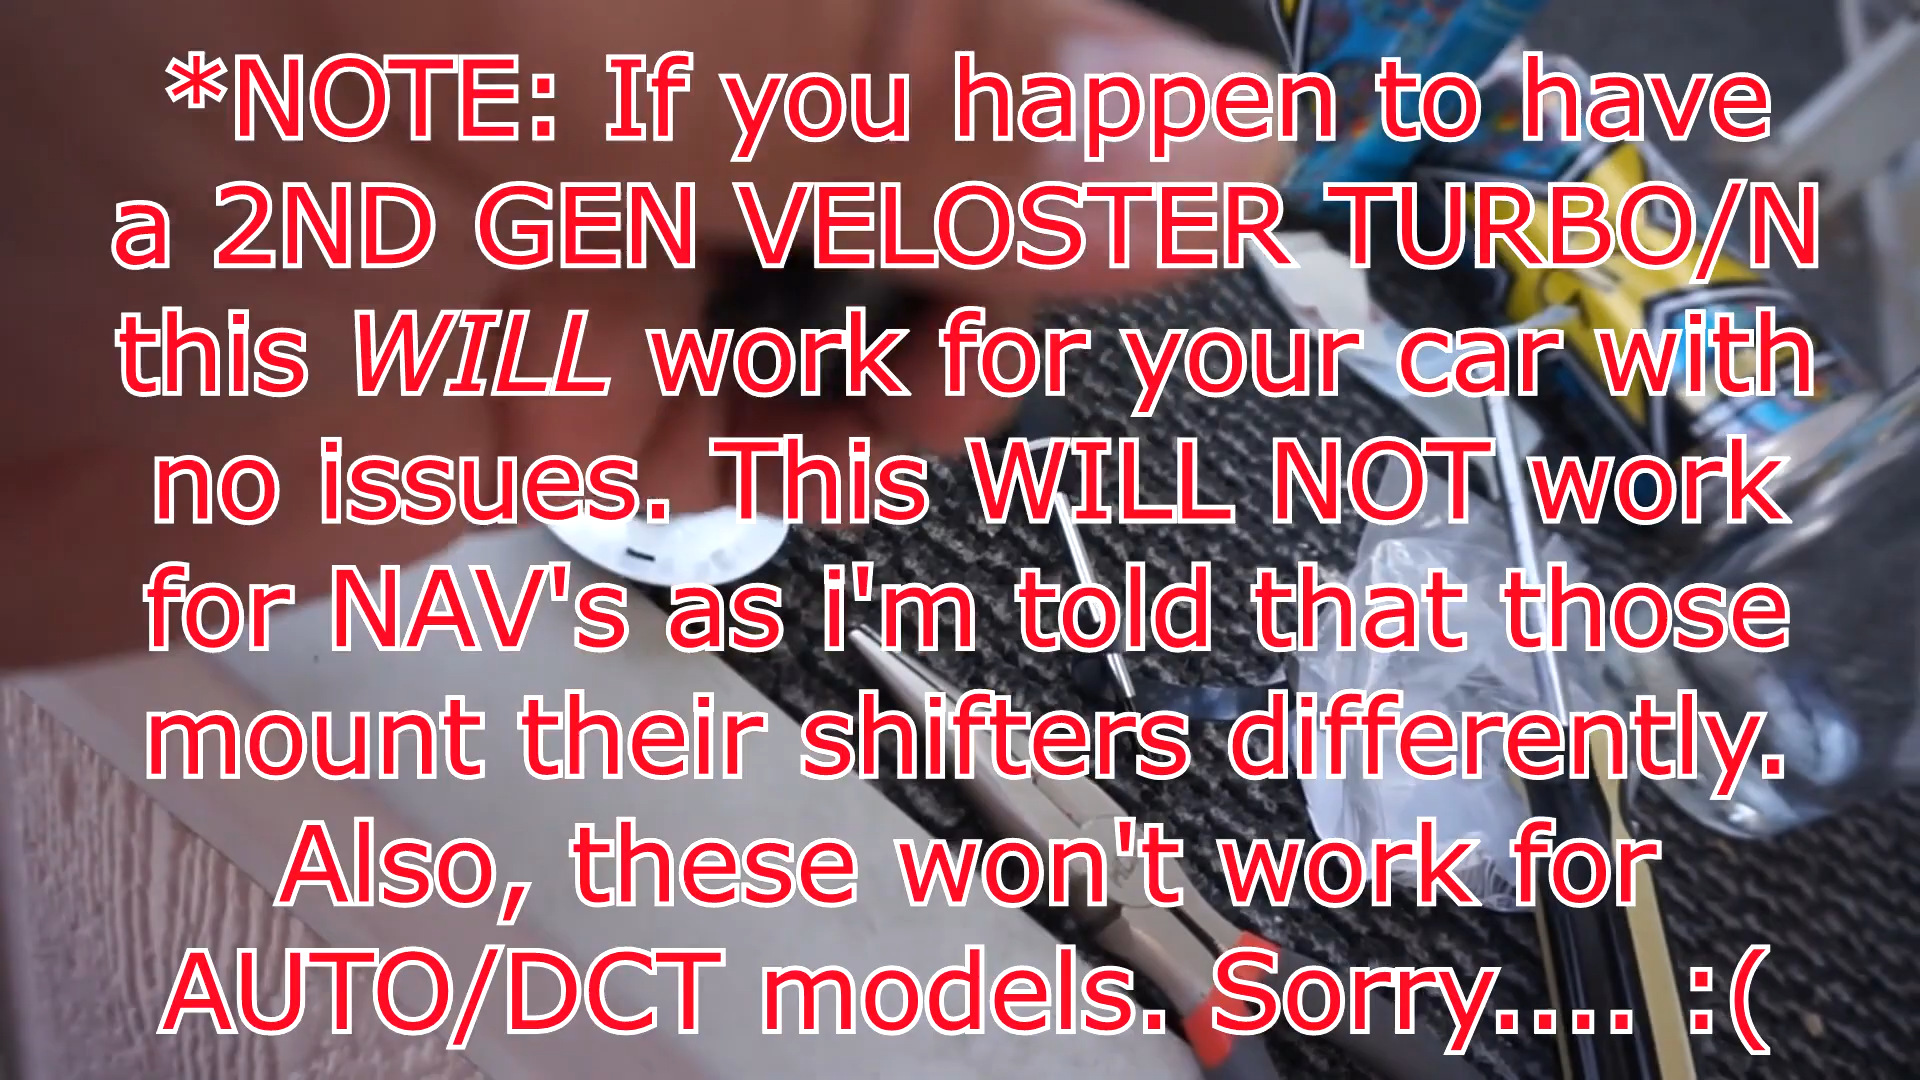 *NOTE: If you happen to have
a 2ND GEN VELOSTER TURBO/N
this WILL work for your car with
no issues. This WILL NOT work
for NAV's as i'm told that those
mount their shifters differently.
Also, these won't work for
AUTO/DCT models. Sorry.... :(